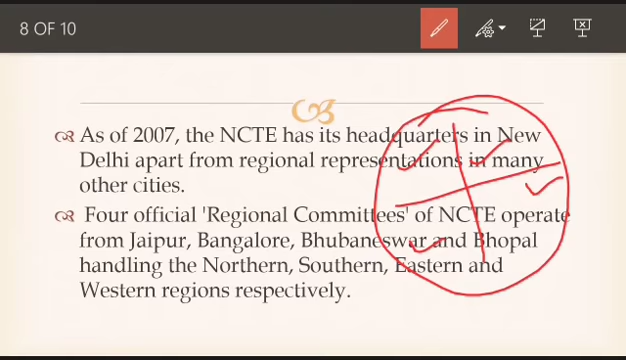 8 OF 10
As of 2007, the NCTE has its headquarters in New
Delhi apart from regional representations in many
other cities.
Four official 'Regional Committees' of NCTE operate
from Jaipur, Bangalore, Bhubaneswar and Bhopal
handling the Northern, Southern, Eastern and
Western regions respectively.